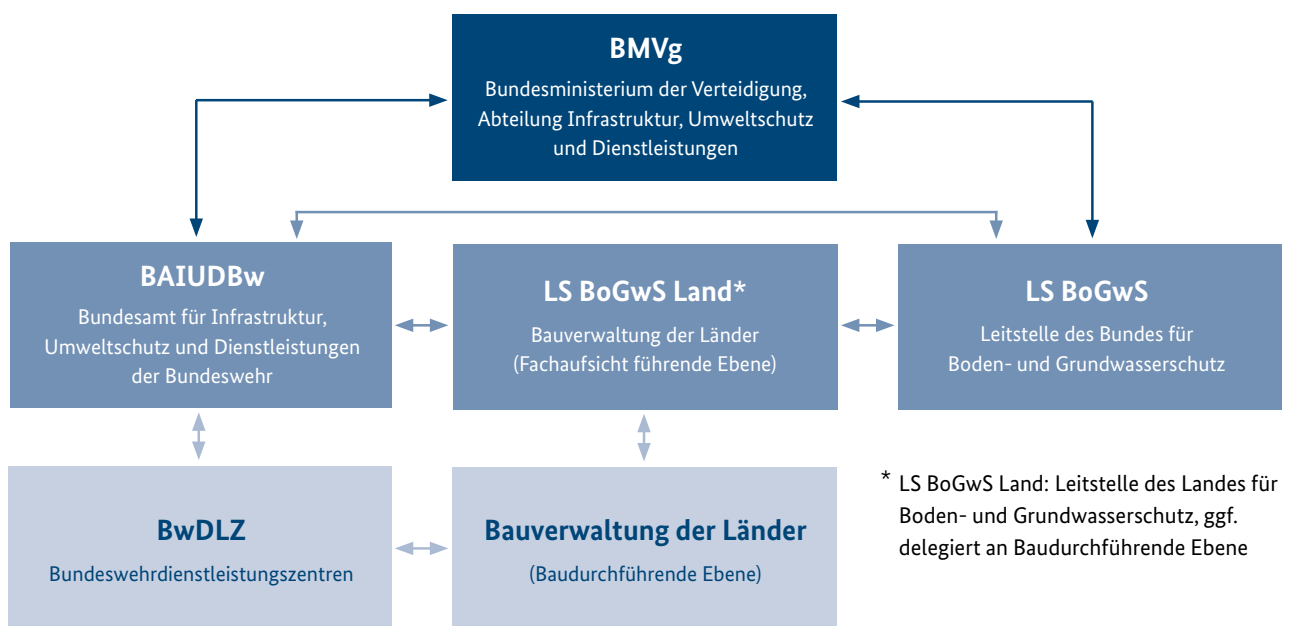 BMVg
Bundesministerium der Verteidigung,
Abteilung Infrastruktur, Umweltschutz
und Dienstleistungen
BAIUDBw
Bundesamt für Infrastruktur,
Umweltschutz und Dienstleistungen
der Bundeswehr
LS BoGwS Land*
Bauverwaltung der Länder
(Fachaufsicht führende Ebene)
LS BoGwS
Leitstelle des Bundes für
Boden- und Grundwasserschutz
BwDLZ
Bundeswehrdienstleistungszentren
Bauverwaltung der Länder
(Baudurchführende Ebene)
* LS BoGwS Land: Leitstelle des Landes für
Boden- und Grundwasserschutz, ggf.
delegiert an Baudurchführende Ebene